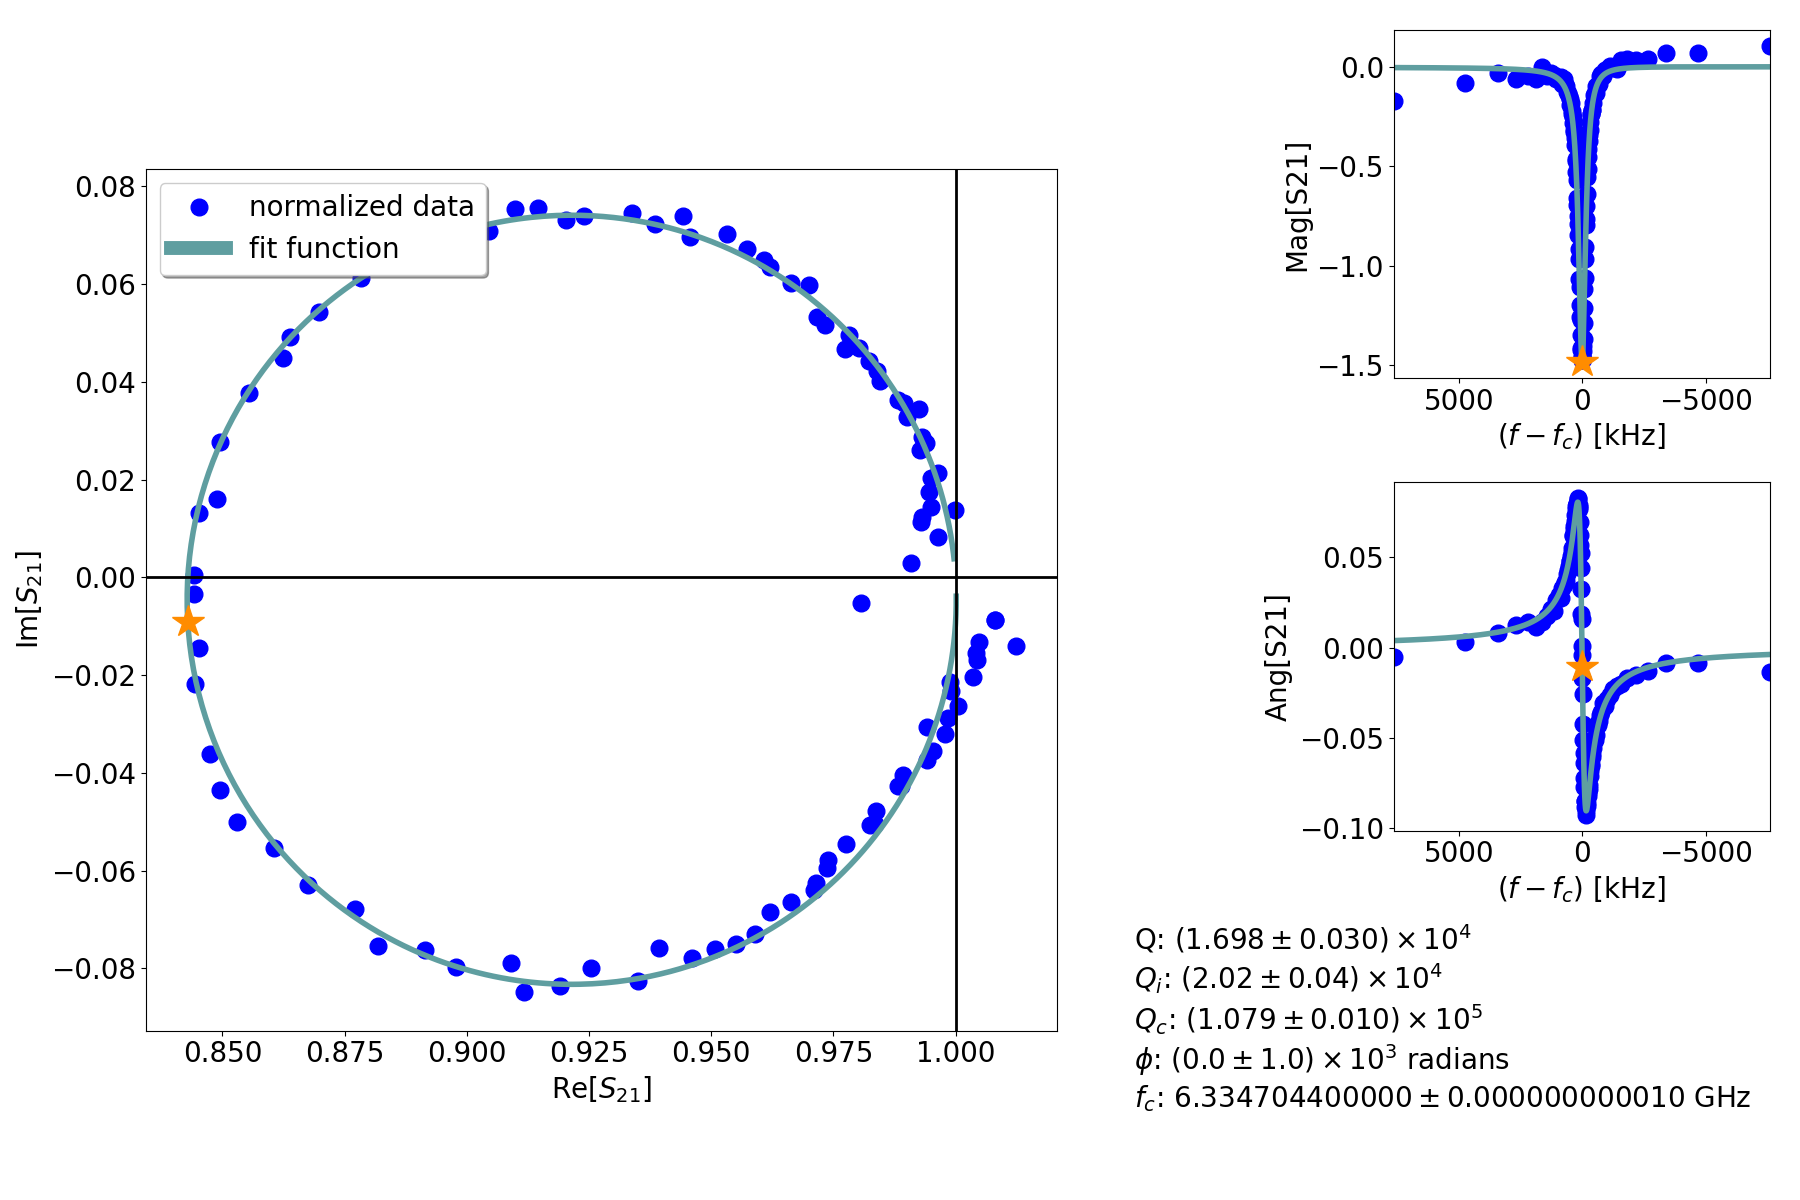 normalized data
fit function
0.08
0.06
0.04
0.02
0.00
−0.02
−0.04
−0.06
−0.08
Im[S21]
0.850 0.875 0.900 0.925 0.950 0.975 1.000
Re[S21]
0.0
−0.5
−1.0
−1.5
Mag[S21]
5000 0 −5000
(f − fc) [kHz]
0.05
0.00
−0.05
−0.10
Ang[S21]
5000 0 −5000
(f − fc) [kHz]
Q: (1.698 ± 0.030) × 10^4
Qi: (2.02 ± 0.04) × 10^4
Qc: (1.079 ± 0.010) × 10^5
ϕ: (0.0 ± 1.0) × 10^3 radians
fc: 6.334704400000 ± 0.000000000010 GHz